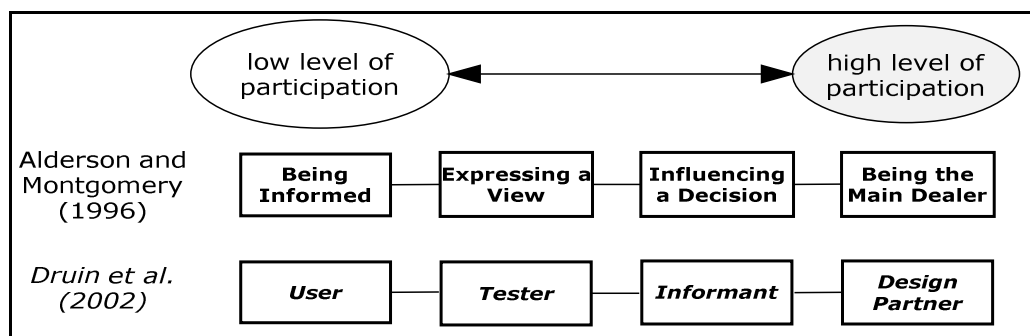 low level of
participation
high level of
participation
Alderson and
Montgomery
(1996)
Being
Informed
Expressing a
View
Influencing
a Decision
Being the
Main Dealer
Druin et al.
(2002)
User
Tester
Informant
Design
Partner